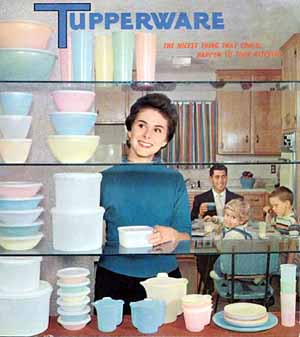 TUPPERWARE
THE NICEST THING THAT COULD
HAPPEN TO YOUR KITCHEN!